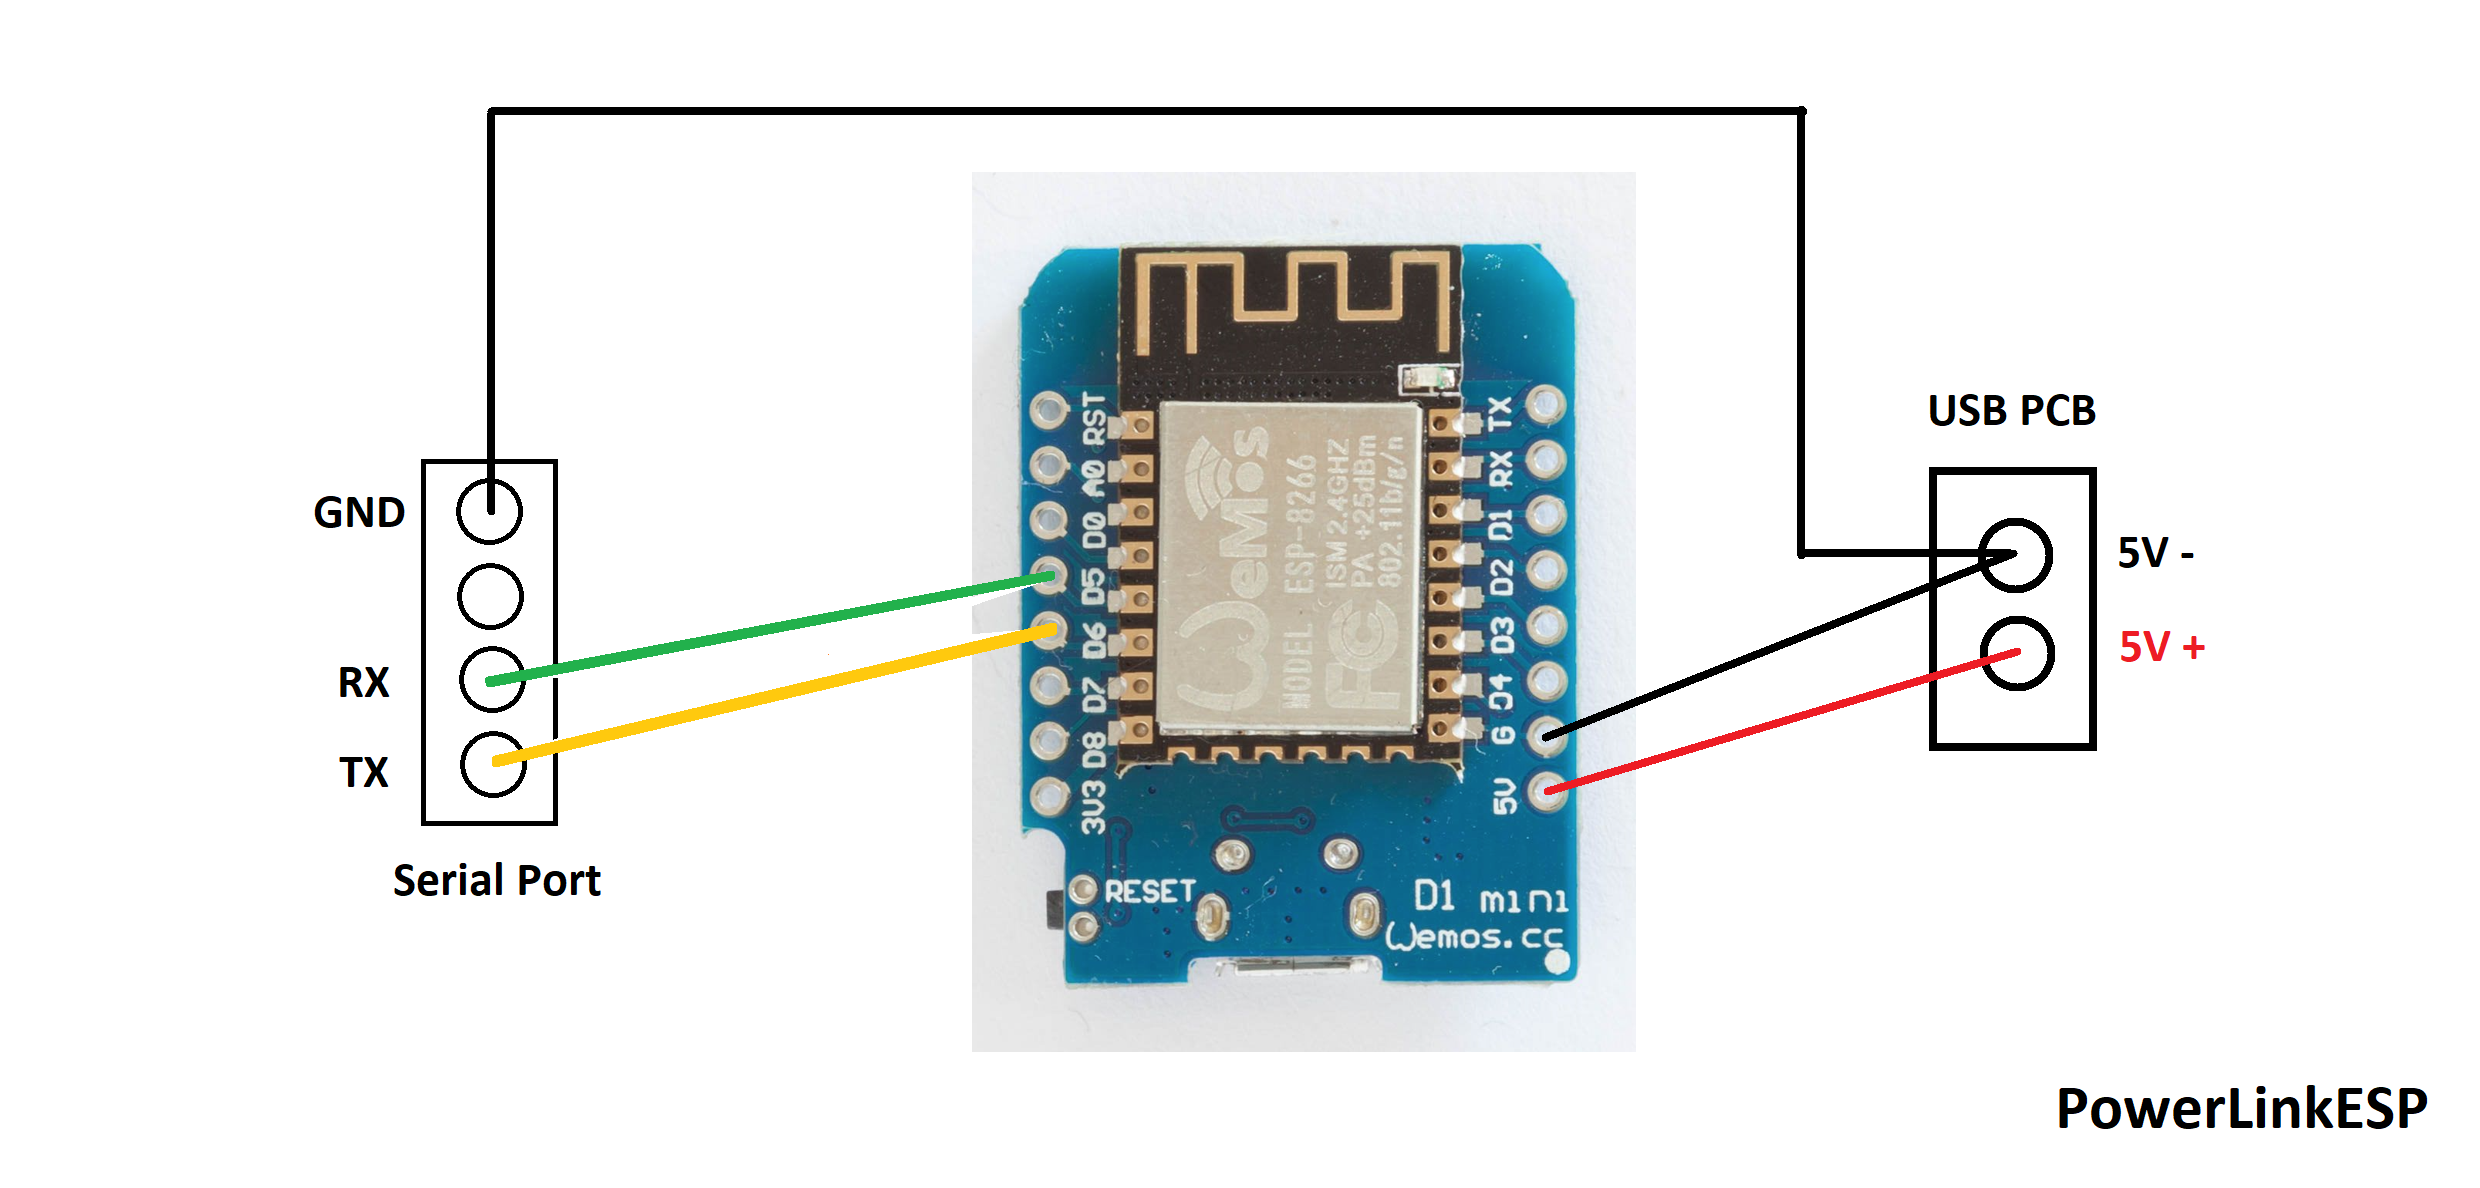 GND
RX
TX
Serial Port
RST
A0
D0
D5
D6
D7
D8
3V3
RESET
WeMos
MODEL ESP-8266
ISM 2.4GHZ
PA +25dBm
802.11b/g/n
FC
TX
RX
D1
D2
D3
D4
G
5V
D1 mini
Wemos.cc
USB PCB
5V -
5V +
PowerLinkESP